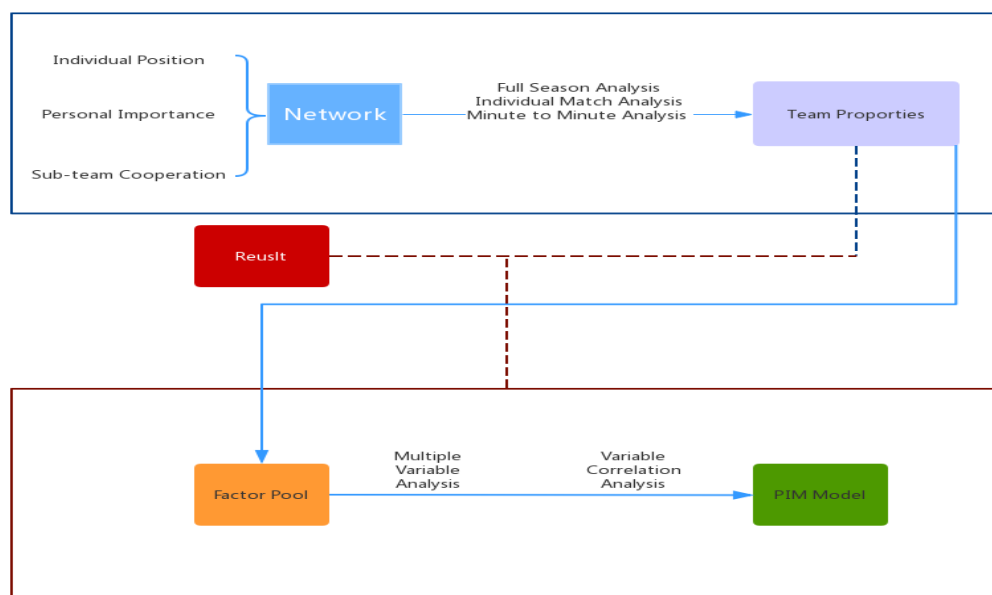 Individual Position
Personal Importance
Sub-team Cooperation
Network
Full Season Analysis
Individual Match Analysis
Minute to Minute Analysis
Team Proporties
Reuslt
Factor Pool
Multiple
Variable
Analysis
Variable
Correlation
Analysis
PIM Model